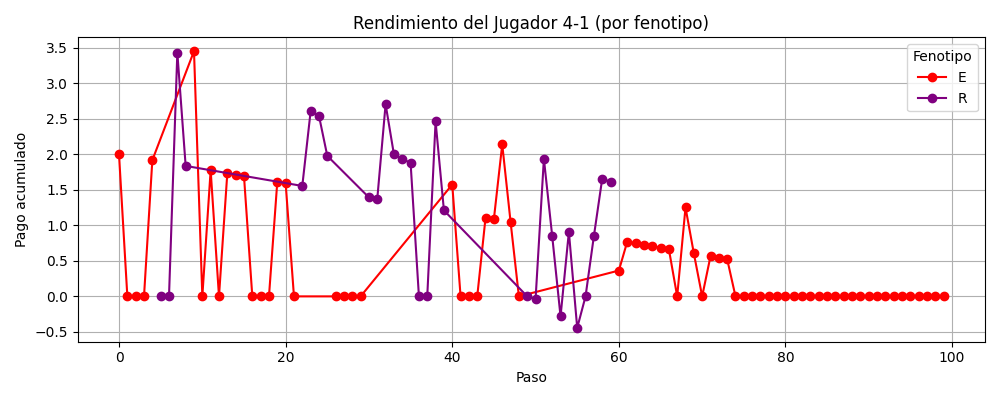 Rendimiento del Jugador 4-1 (por fenotipo)
Pago acumulado
3.5
3.0
2.5
2.0
1.5
1.0
0.5
0.0
−0.5
Fenotipo
E
R
0 20 40 60 80 100
Paso